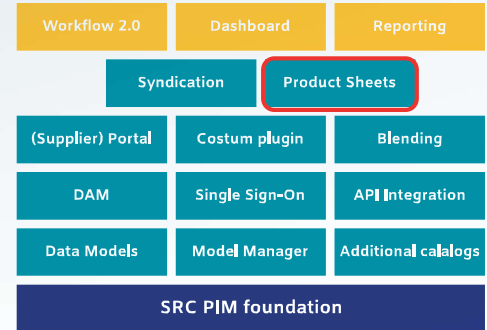 Workflow 2.0 Dashboard Reporting
Syndication Product Sheets
(Supplier) Portal Costum plugin Blending
DAM Single Sign-On API Integration
Data Models Model Manager Additional calalogs
SRC PIM foundation